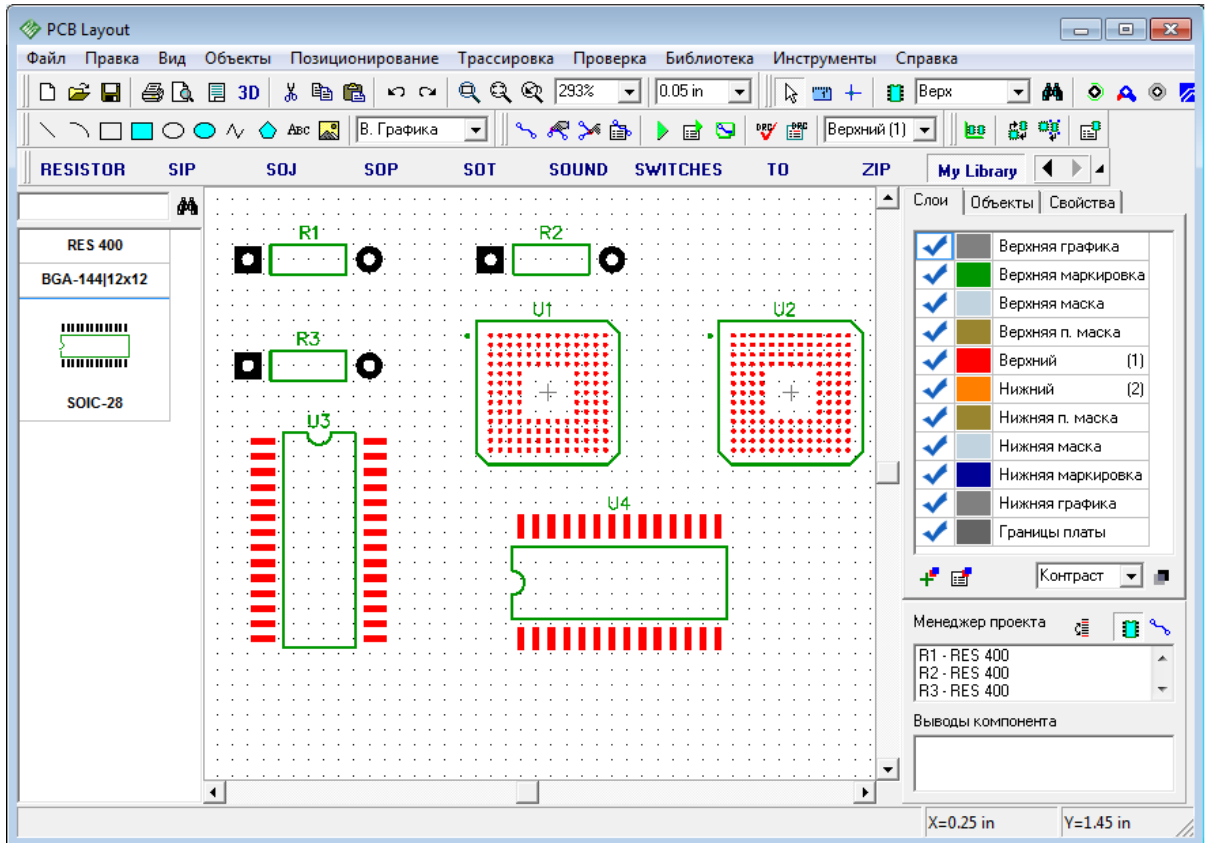 PCB Layout
Файл Правка Вид Объекты Позиционирование Трассировка Проверка Библиотека Инструменты Справка
3D 293% 0.05 in Верх
Abc В. Графика DRC DRC Верхний (1)
RESISTOR SIP SOJ SOP SOT SOUND SWITCHES TO ZIP My Library
Слои Объекты Свойства
RES 400
BGA-144|12x12
SOIC-28
R1
R2
U1
U2
R3
U3
U4
Верхняя графика
Верхняя маркировка
Верхняя маска
Верхняя п. маска
Верхний (1)
Нижний (2)
Нижняя п. маска
Нижняя маска
Нижняя маркировка
Нижняя графика
Границы платы
Контраст
Менеджер проекта
R1 - RES 400
R2 - RES 400
R3 - RES 400
Выводы компонента
X=0.25 in Y=1.45 in